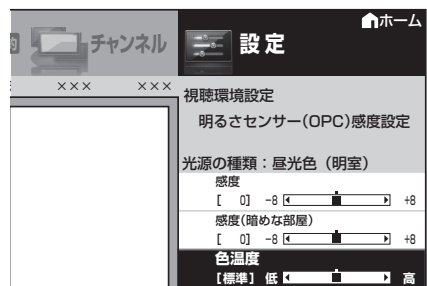 チャンネル
設定
ホーム
××× ×××
視聴環境設定
明るさセンサー(OPC)感度設定
光源の種類：昼光色（明室）
感度
[ 0] -8 +8
感度(暗めな部屋)
[ 0] -8 +8
色温度
[標準] 低 高